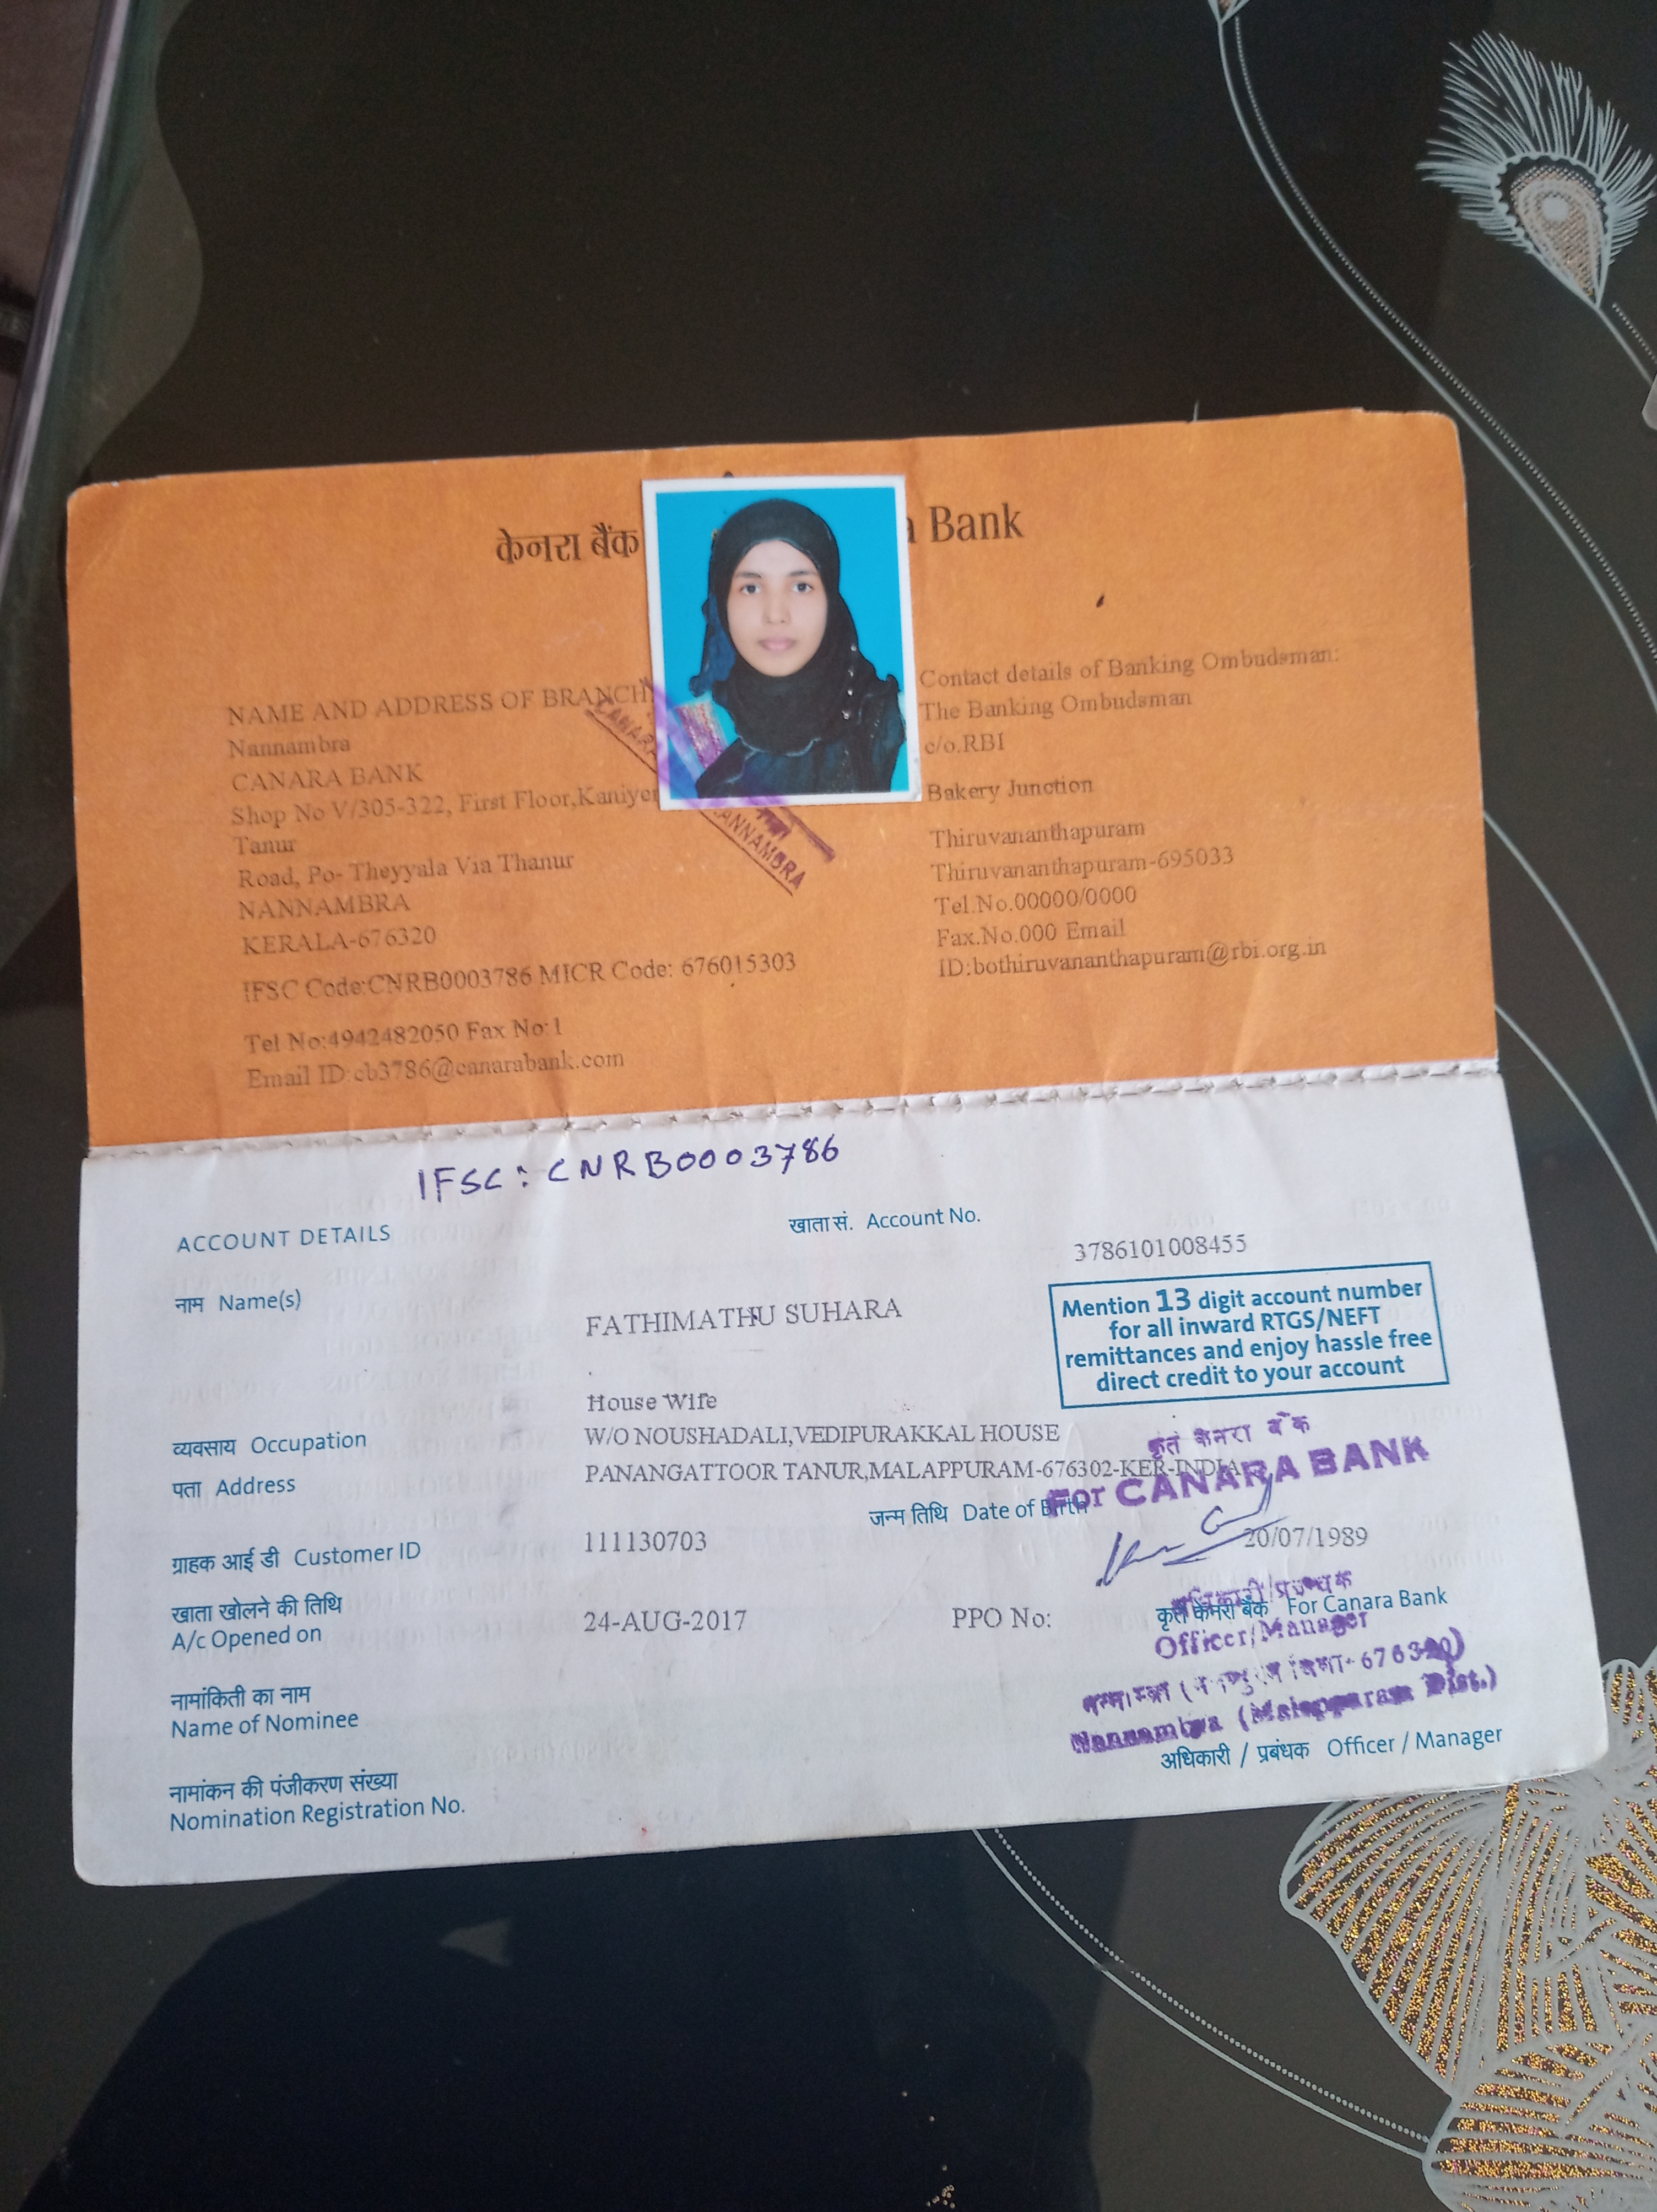 केनरा बैंक
Bank
NAME AND ADDRESS OF BRANCH
Nannambra
CANARA BANK
Shop No V/305-322, First Floor,Kaniyer
Tanur
Road, Po- Theyyala Via Thanur
NANNAMBRA
KERALA-676320
IFSC Code:CNRB0003786 MICR Code: 676015303
Tel No:4942482050 Fax No:1
Email ID:cb3786@canarabank.com
Contact details of Banking Ombudsman:
The Banking Ombudsman
c/o.RBI
Bakery Junction
Thiruvananthapuram
Thiruvananthapuram-695033
Tel.No.00000/0000
Fax.No.000 Email
ID:bothiruvananthapuram@rbi.org.in
CANARA
NANNAMBRA
IFSC: CNRB0003786
ACCOUNT DETAILS
खाता सं. Account No.
3786101008455
नाम Name(s)
FATHIMATHU SUHARA
Mention 13 digit account number
for all inward RTGS/NEFT
remittances and enjoy hassle free
direct credit to your account
House Wife
व्यवसाय Occupation
W/O NOUSHADALI,VEDIPURAKKAL HOUSE
पता Address
PANANGATTOOR TANUR,MALAPPURAM-676302-KER-INDIA
कृते केनरा बैंक
For CANARA BANK
जन्म तिथि Date of Birth
20/07/1989
ग्राहक आई डी Customer ID
111130703
खाता खोलने की तिथि
A/c Opened on
24-AUG-2017
PPO No:
अधिकारी/प्रबन्धक
कृते केनरा बैंक For Canara Bank
Officer/Manager
नामांकिती का नाम
Name of Nominee
Nannambra (Malappuram Dist.)
अधिकारी / प्रबंधक Officer / Manager
नामांकन की पंजीकरण संख्या
Nomination Registration No.